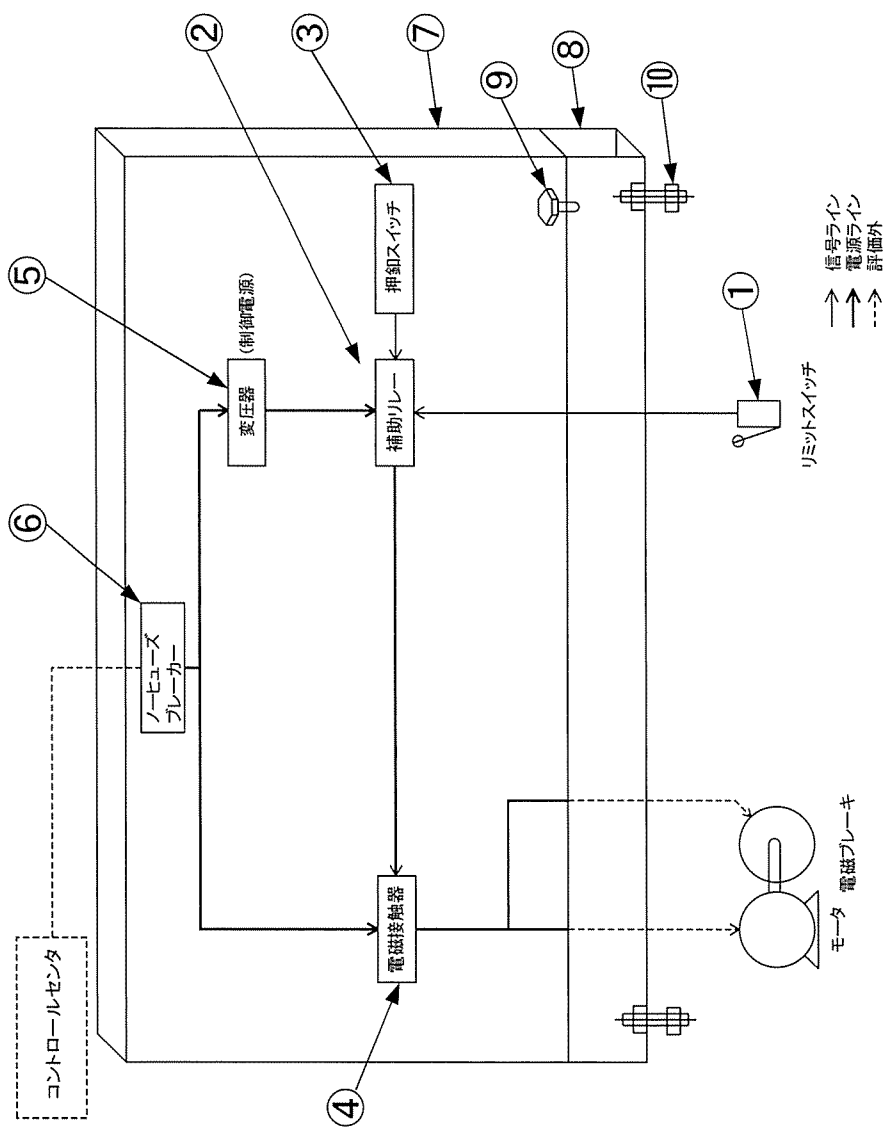 コントロールセンタ
⑥
⑤
②
③
⑦
⑧
⑨
⑩
④
①
ノーヒューズ
ブレーカー
変圧器
(制御電源)
押釦スイッチ
補助リレー
電磁接触器
リミットスイッチ
モータ
電磁ブレーキ
信号ライン
電源ライン
評価外